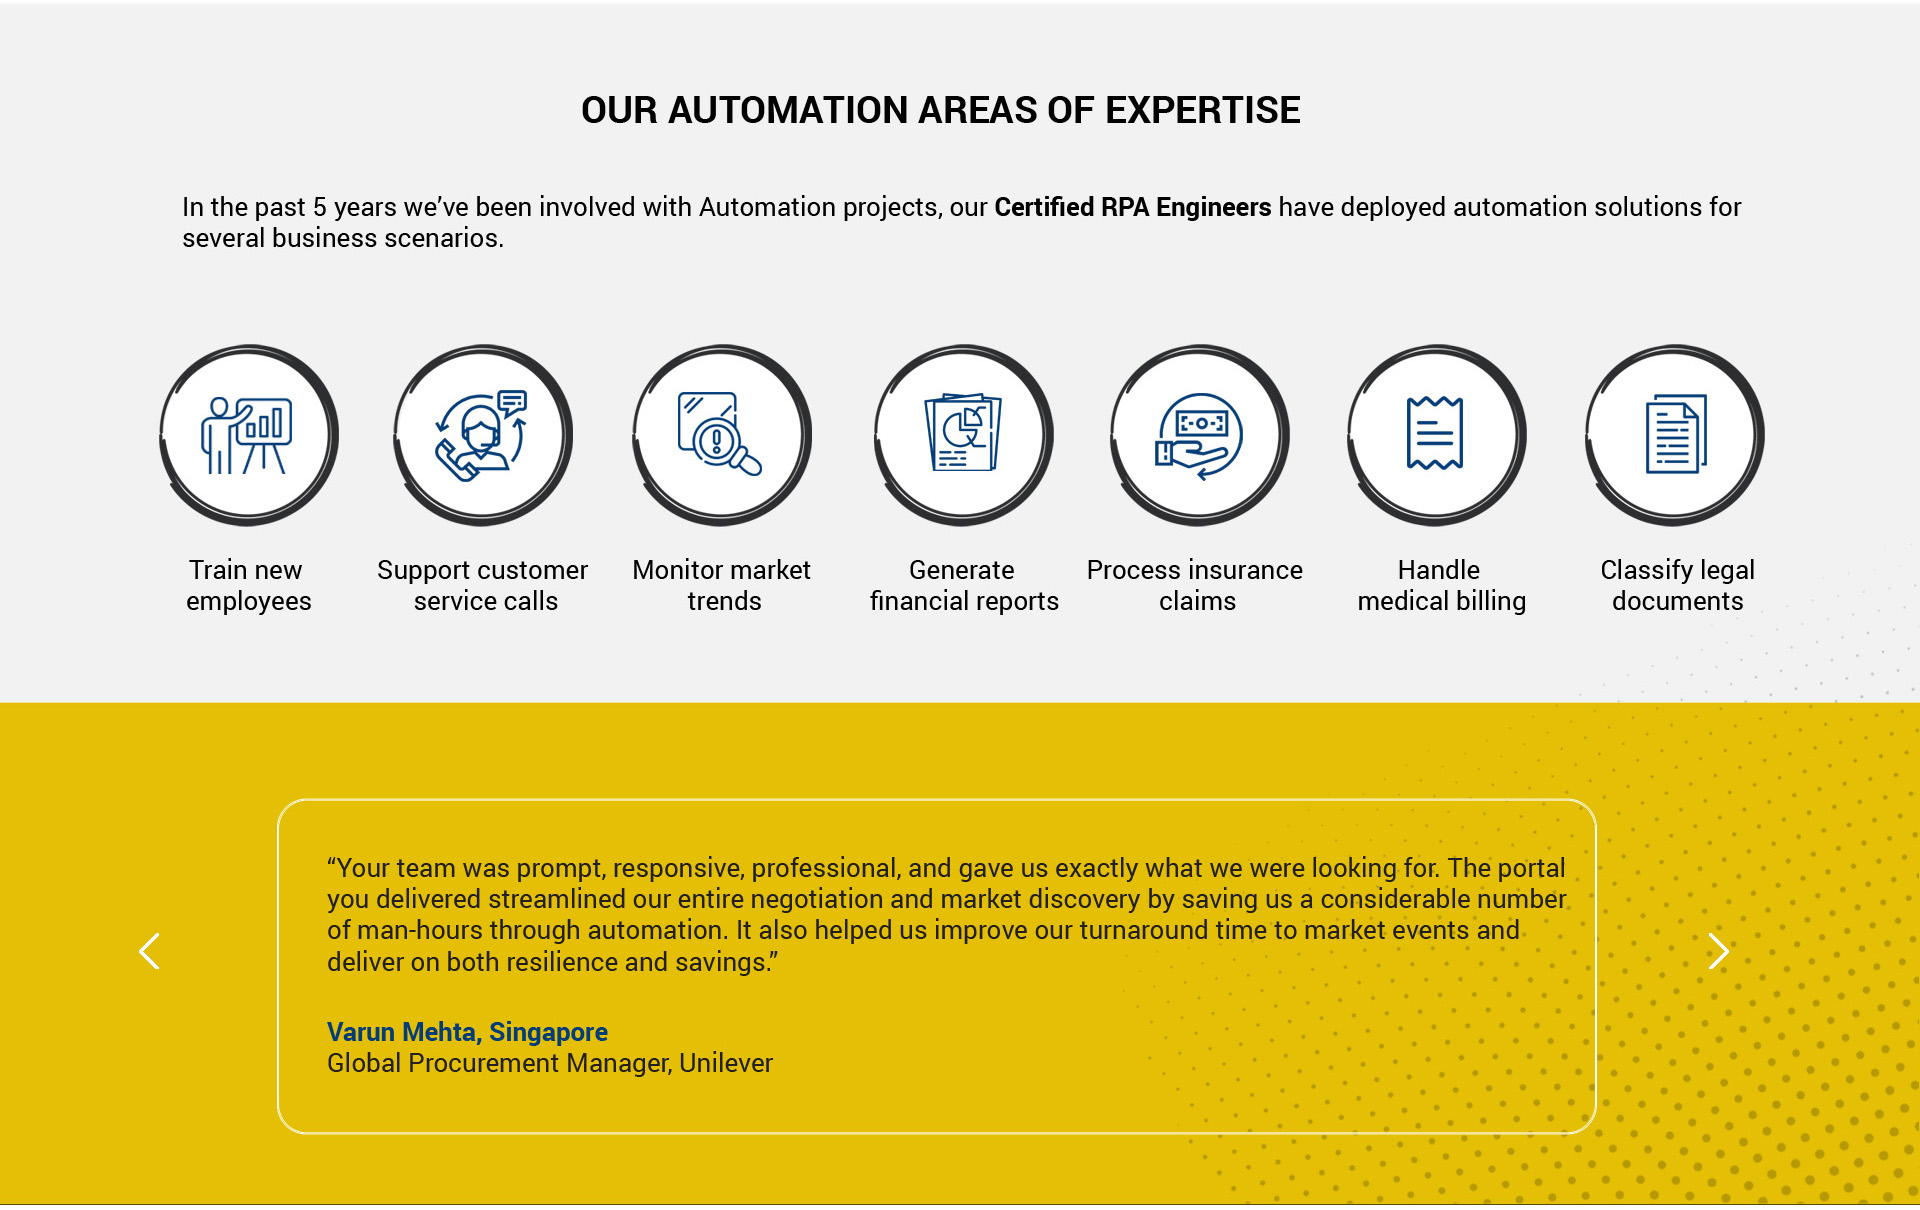 OUR AUTOMATION AREAS OF EXPERTISE
In the past 5 years we’ve been involved with Automation projects, our Certified RPA Engineers have deployed automation solutions for
several business scenarios.
Train new
employees
Support customer
service calls
Monitor market
trends
Generate
financial reports
Process insurance
claims
Handle
medical billing
Classify legal
documents
“Your team was prompt, responsive, professional, and gave us exactly what we were looking for. The portal
you delivered streamlined our entire negotiation and market discovery by saving us a considerable number
of man-hours through automation. It also helped us improve our turnaround time to market events and
deliver on both resilience and savings.”
Varun Mehta, Singapore
Global Procurement Manager, Unilever